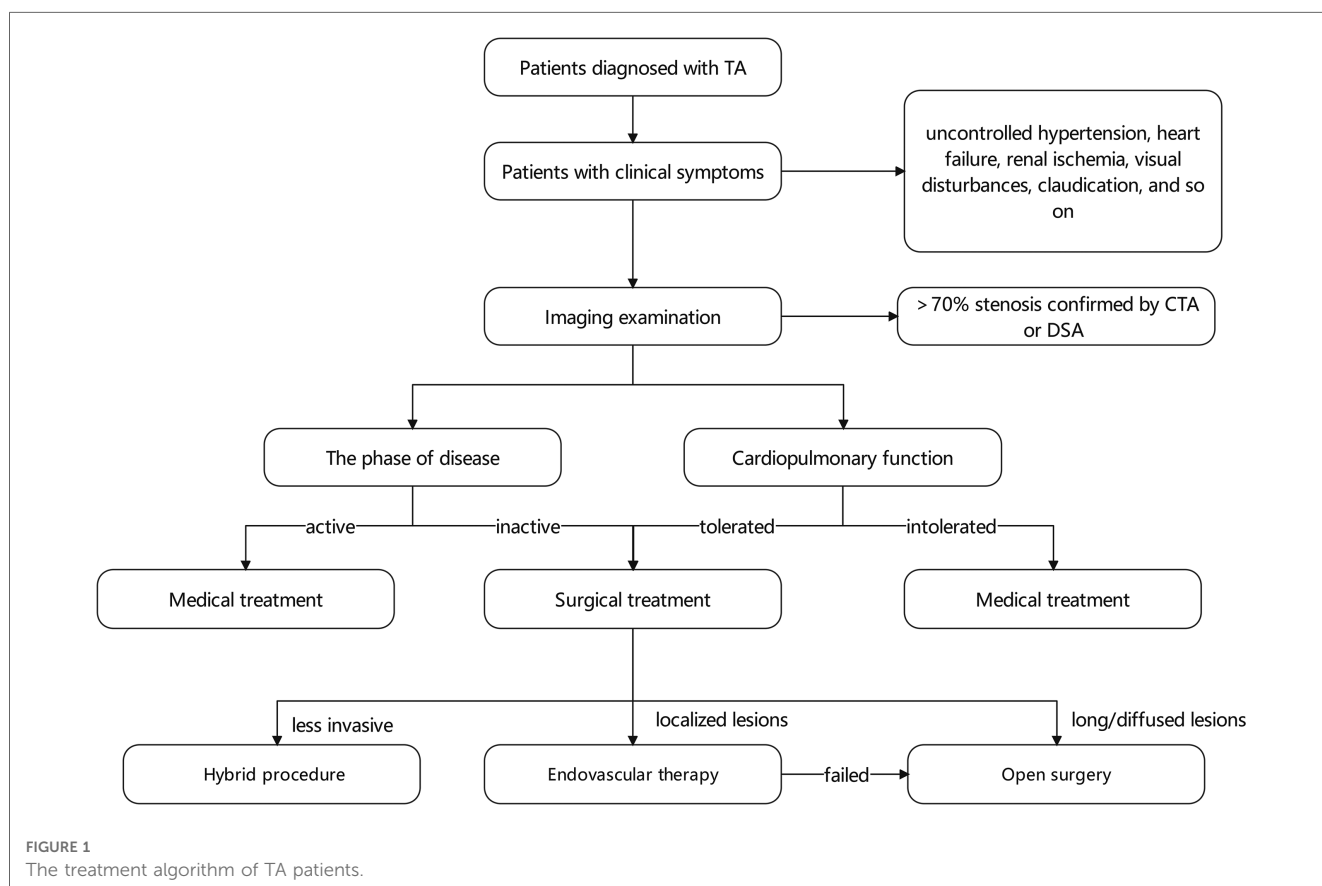 Patients diagnosed with TA
Patients with clinical symptoms
uncontrolled hypertension, heart
failure, renal ischemia, visual
disturbances, claudication, and so
on
Imaging examination
>70% stenosis confirmed by CTA
or DSA
The phase of disease
Cardiopulmonary function
active
inactive
tolerated
intolerated
Medical treatment
Surgical treatment
Medical treatment
less invasive
localized lesions
long/diffused lesions
Hybrid procedure
Endovascular therapy
failed
Open surgery
FIGURE 1
The treatment algorithm of TA patients.